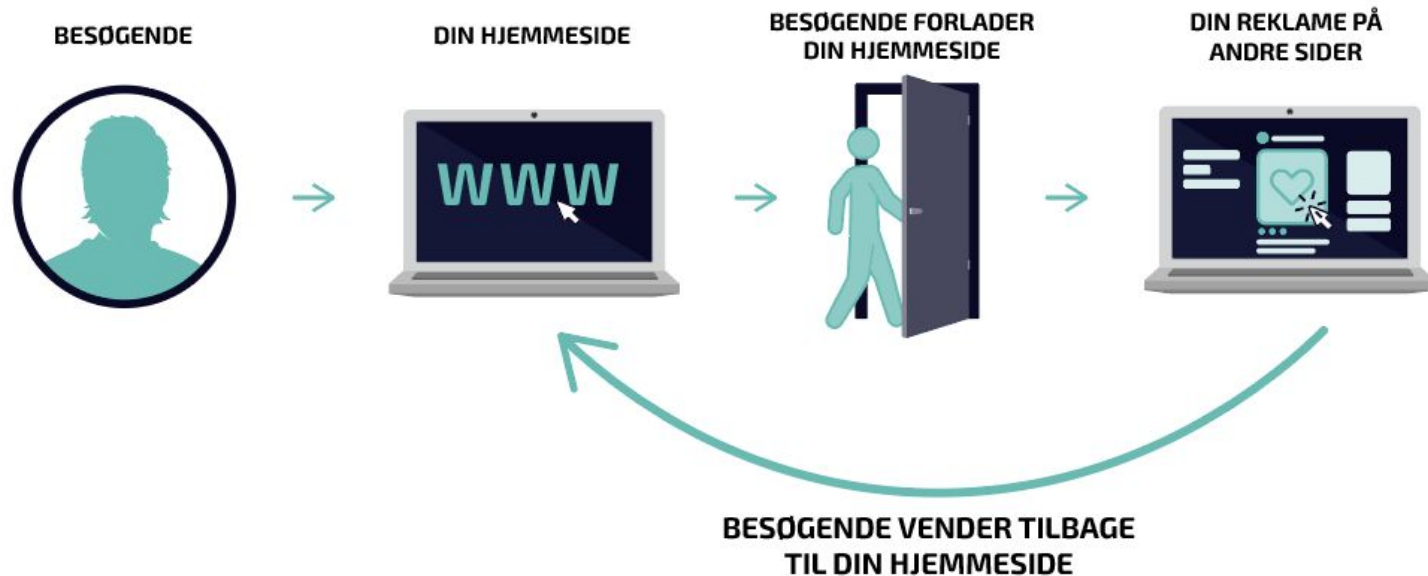 BESØGENDE
DIN HJEMMESIDE
WWW
BESØGENDE FORLADER
DIN HJEMMESIDE
DIN REKLAME PÅ
ANDRE SIDER
BESØGENDE VENDER TILBAGE
TIL DIN HJEMMESIDE